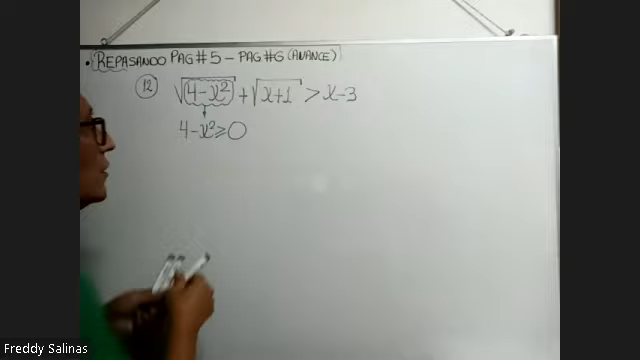 • REPASANDO PAG # 5 - PAG # 6 (AVANCE)
12 √(4-x²) + √(x+1) > x-3
4-x² ≥ 0
Freddy Salinas